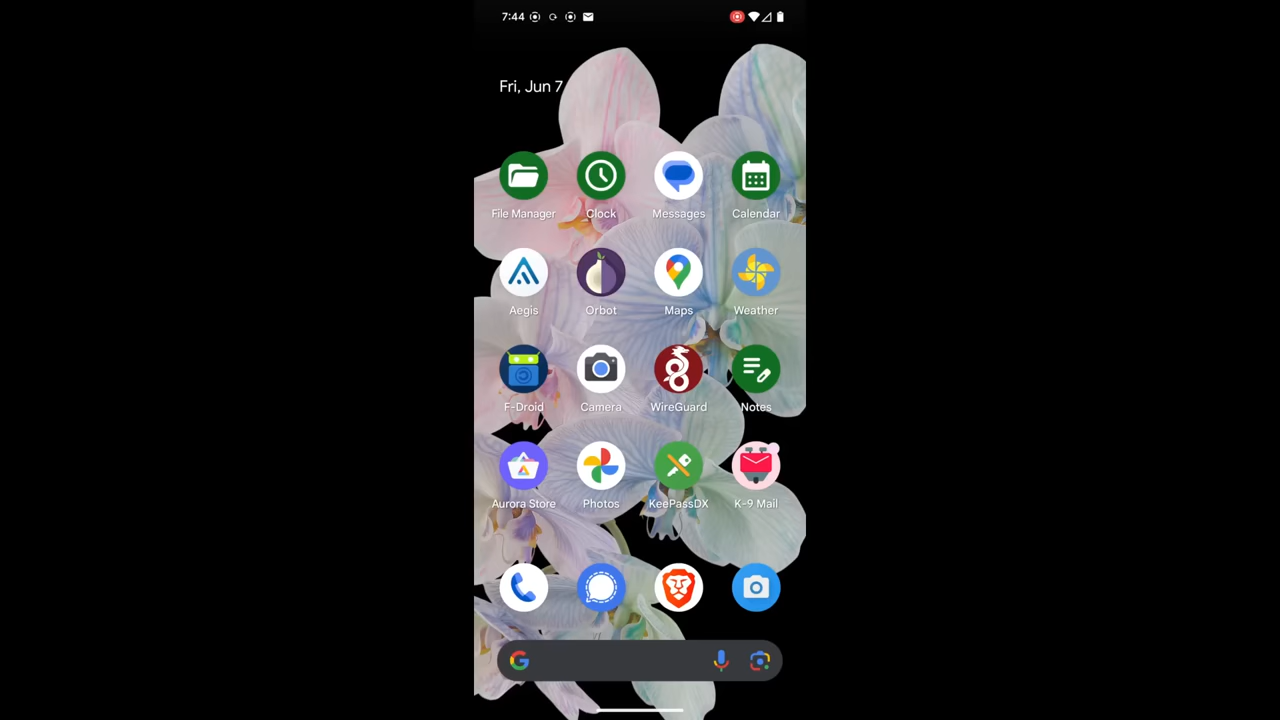 7:44
Fri, Jun 7
File Manager Clock Messages Calendar
Aegis Orbot Maps Weather
F-Droid Camera WireGuard Notes
Aurora Store Photos KeePassDX K-9 Mail